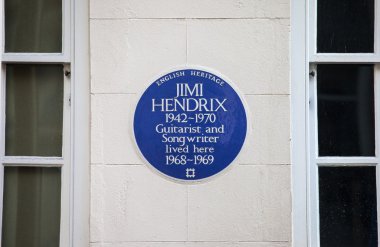 ENGLISH HERITAGE
JIMI
HENDRIX
1942~1970
Guitarist and
Songwriter
lived here
1968~1969